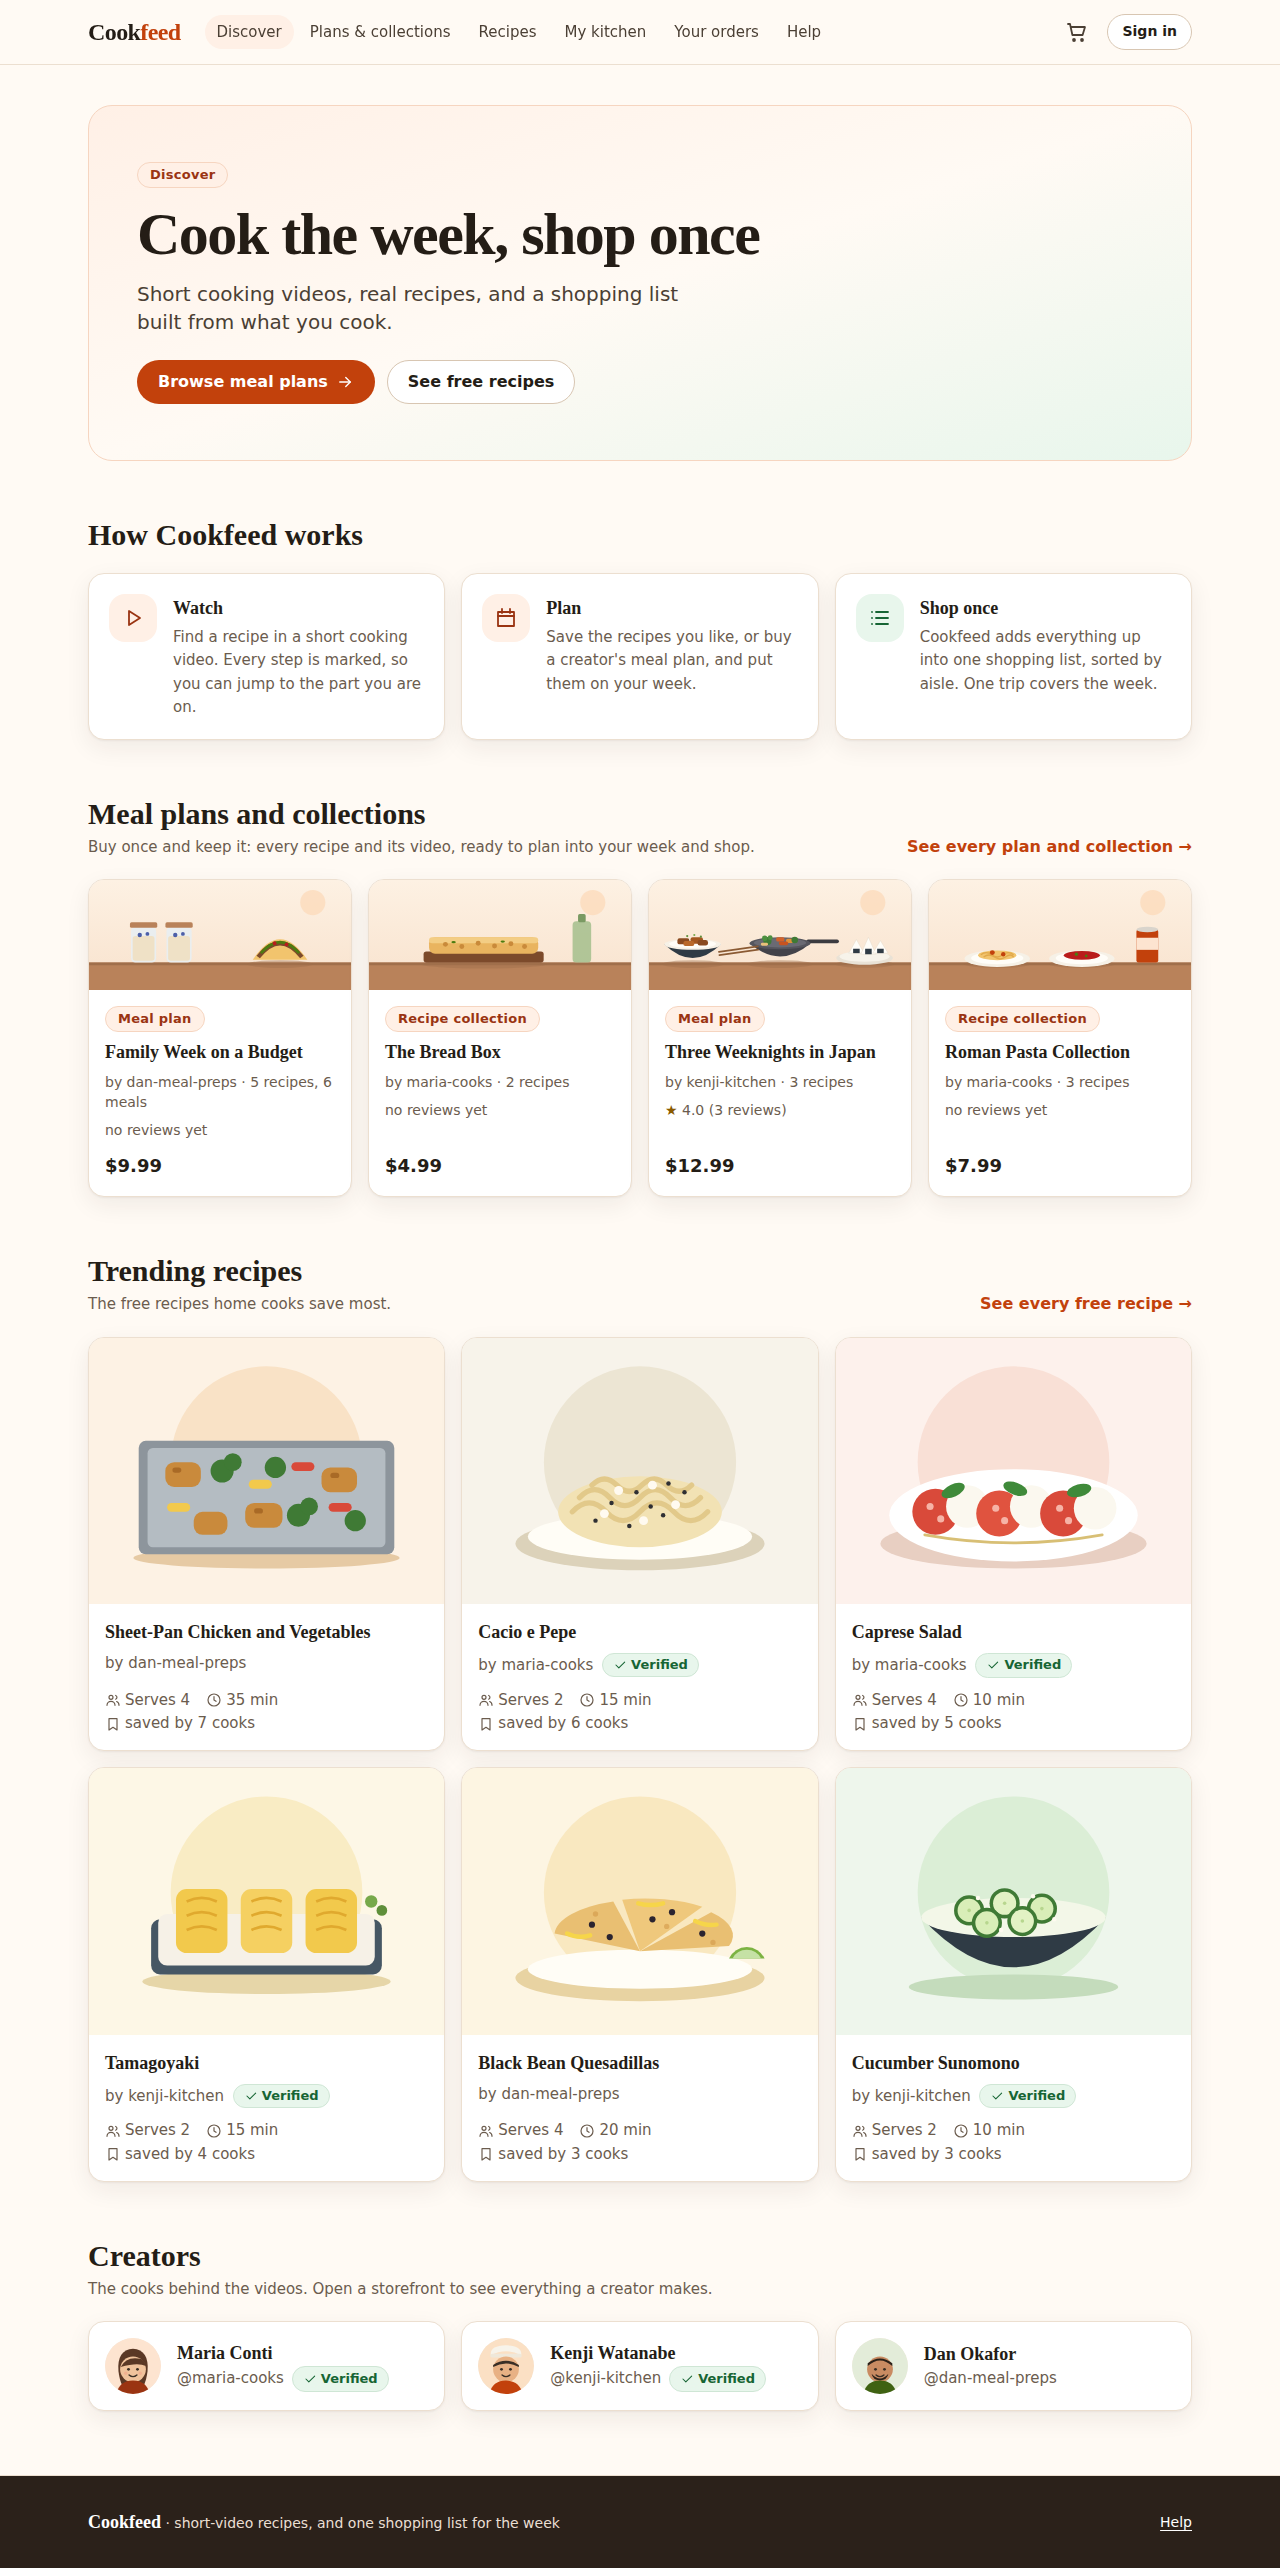 Cookfeed
Discover
Plans & collections
Recipes
My kitchen
Your orders
Help
Sign in
Discover
Cook the week, shop once
Short cooking videos, real recipes, and a shopping list
built from what you cook.
Browse meal plans →
See free recipes
How Cookfeed works
Watch
Find a recipe in a short cooking
video. Every step is marked, so
you can jump to the part you are
on.
Plan
Save the recipes you like, or buy
a creator's meal plan, and put
them on your week.
Shop once
Cookfeed adds everything up
into one shopping list, sorted by
aisle. One trip covers the week.
Meal plans and collections
Buy once and keep it: every recipe and its video, ready to plan into your week and shop.
See every plan and collection →
Meal plan
Family Week on a Budget
by dan-meal-preps · 5 recipes, 6
meals
no reviews yet
$9.99
Recipe collection
The Bread Box
by maria-cooks · 2 recipes
no reviews yet
$4.99
Meal plan
Three Weeknights in Japan
by kenji-kitchen · 3 recipes
★ 4.0 (3 reviews)
$12.99
Recipe collection
Roman Pasta Collection
by maria-cooks · 3 recipes
no reviews yet
$7.99
Trending recipes
The free recipes home cooks save most.
See every free recipe →
Sheet-Pan Chicken and Vegetables
by dan-meal-preps
Serves 4 35 min
saved by 7 cooks
Cacio e Pepe
by maria-cooks Verified
Serves 2 15 min
saved by 6 cooks
Caprese Salad
by maria-cooks Verified
Serves 4 10 min
saved by 5 cooks
Tamagoyaki
by kenji-kitchen Verified
Serves 2 15 min
saved by 4 cooks
Black Bean Quesadillas
by dan-meal-preps
Serves 4 20 min
saved by 3 cooks
Cucumber Sunomono
by kenji-kitchen Verified
Serves 2 10 min
saved by 3 cooks
Creators
The cooks behind the videos. Open a storefront to see everything a creator makes.
Maria Conti
@maria-cooks Verified
Kenji Watanabe
@kenji-kitchen Verified
Dan Okafor
@dan-meal-preps
Cookfeed · short-video recipes, and one shopping list for the week
Help